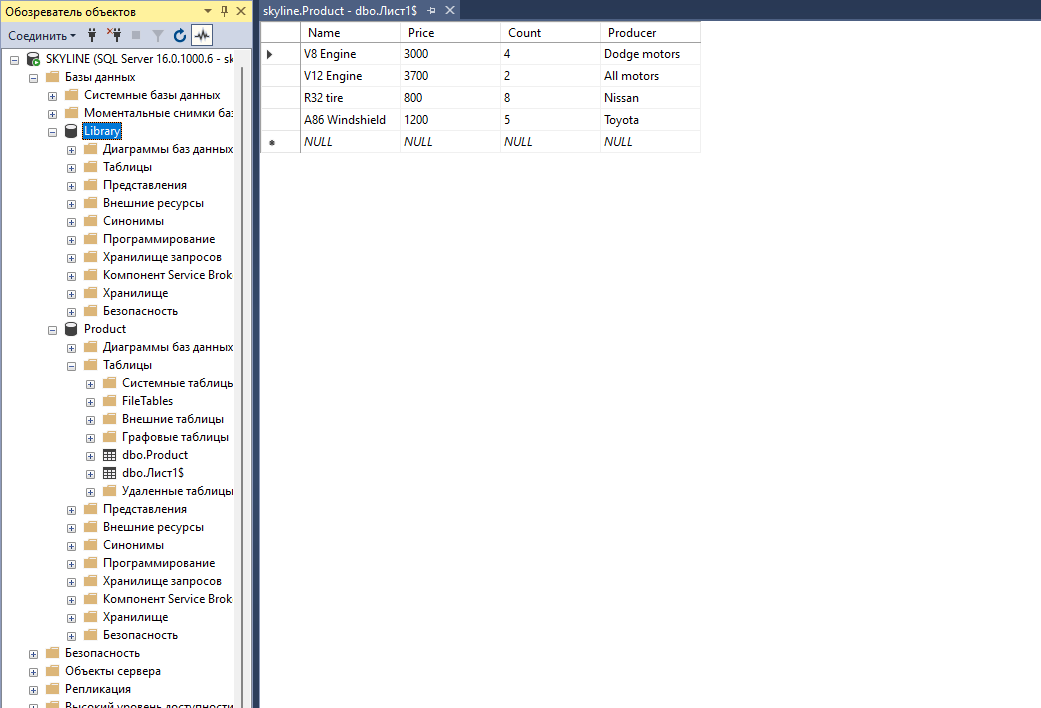 Обозреватель объектов
Соединить
SKYLINE (SQL Server 16.0.1000.6 - sk
Базы данных
Системные базы данных
Моментальные снимки баз
Library
Диаграммы баз данных
Таблицы
Представления
Внешние ресурсы
Синонимы
Программирование
Хранилище запросов
Компонент Service Brok
Хранилище
Безопасность
Product
Диаграммы баз данных
Таблицы
Системные таблицы
FileTables
Внешние таблицы
Графовые таблицы
dbo.Product
dbo.Лист1$
Удаленные таблицы
Представления
Внешние ресурсы
Синонимы
Программирование
Хранилище запросов
Компонент Service Brok
Хранилище
Безопасность
Безопасность
Объекты сервера
Репликация
Высокий уровень доступности
skyline.Product - dbo.Лист1$
Name Price Count Producer
V8 Engine 3000 4 Dodge motors
V12 Engine 3700 2 All motors
R32 tire 800 8 Nissan
A86 Windshield 1200 5 Toyota
NULL NULL NULL NULL